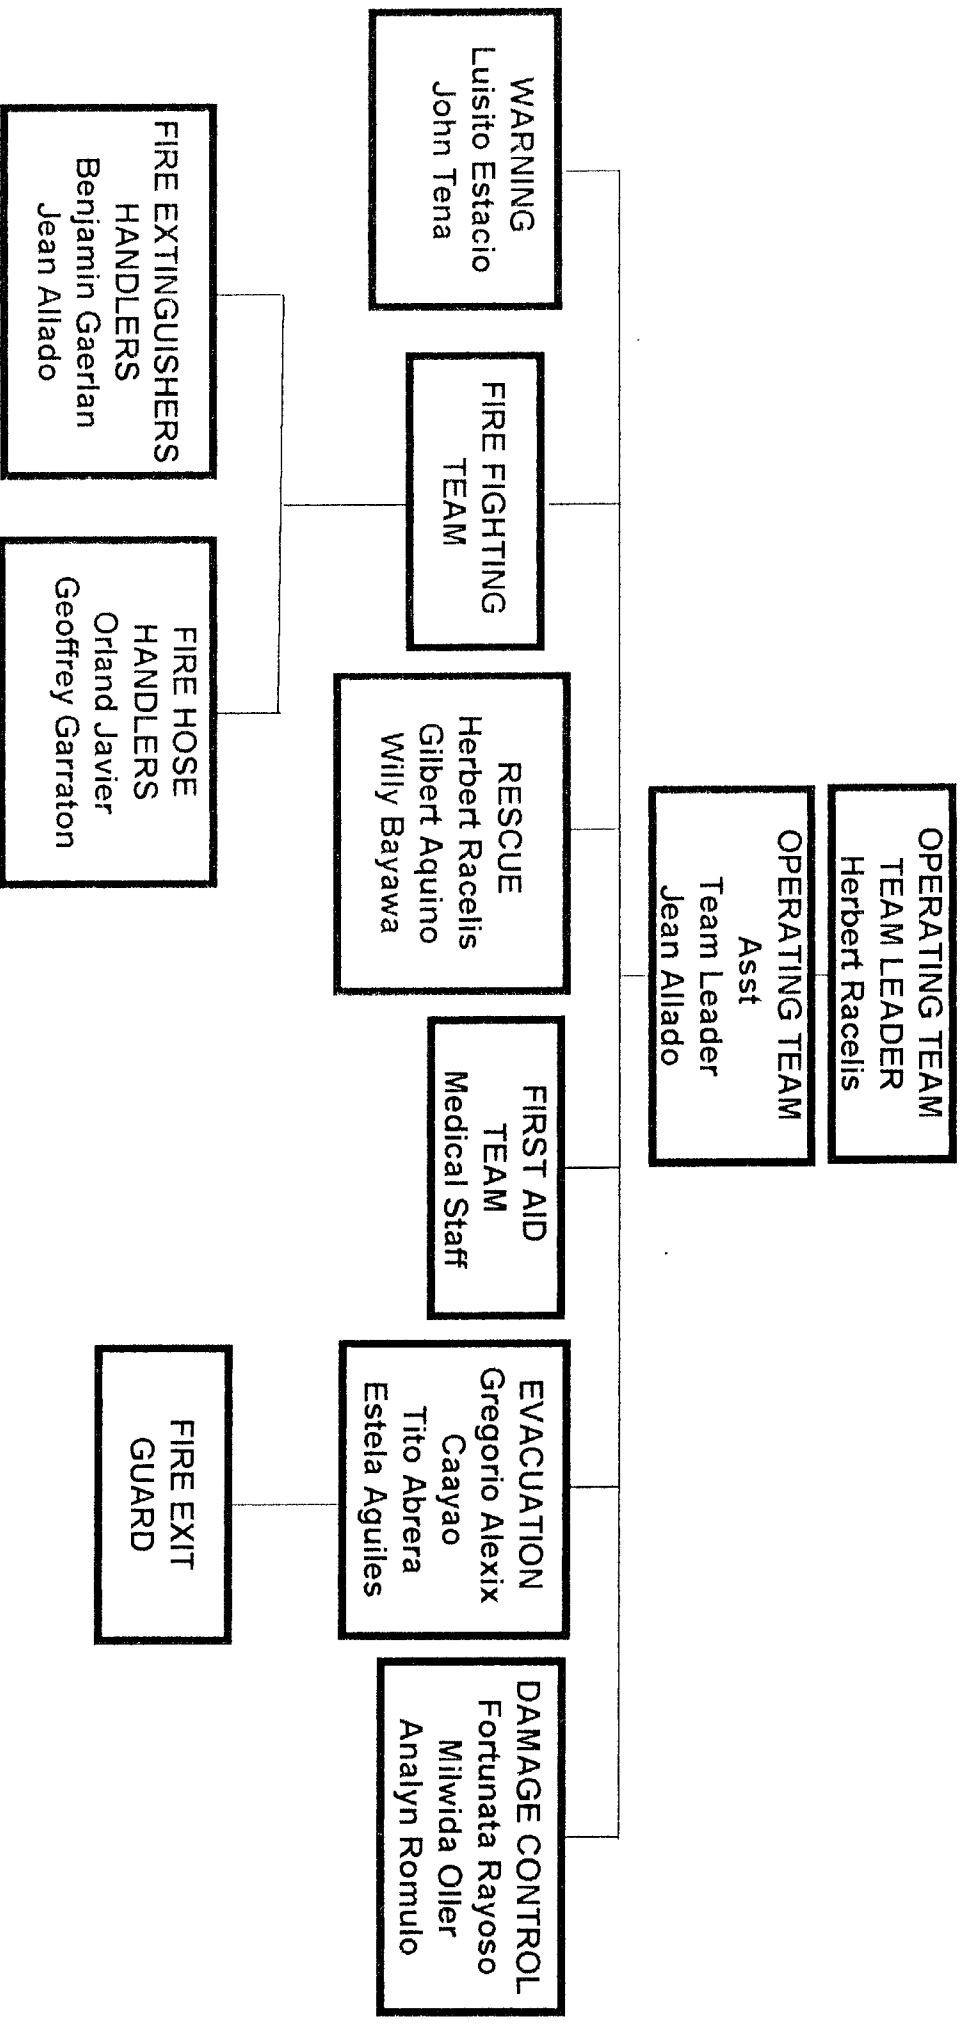 OPERATING TEAM
TEAM LEADER
Herbert Racelis
OPERATING TEAM
Asst
Team Leader
Jean Allado
WARNING
Luisito Estacio
John Tena
FIRE FIGHTING
TEAM
RESCUE
Herbert Racelis
Gilbert Aquino
Willy Bayawa
FIRST AID
TEAM
Medical Staff
EVACUATION
Gregorio Alexix
Caayao
Tito Abrera
Estela Aguiles
DAMAGE CONTROL
Fortunata Rayoso
Milwida Oller
Analyn Romulo
FIRE EXTINGUISHERS
HANDLERS
Benjamin Gaerlan
Jean Allado
FIRE HOSE
HANDLERS
Orland Javier
Geoffrey Garraton
FIRE EXIT
GUARD